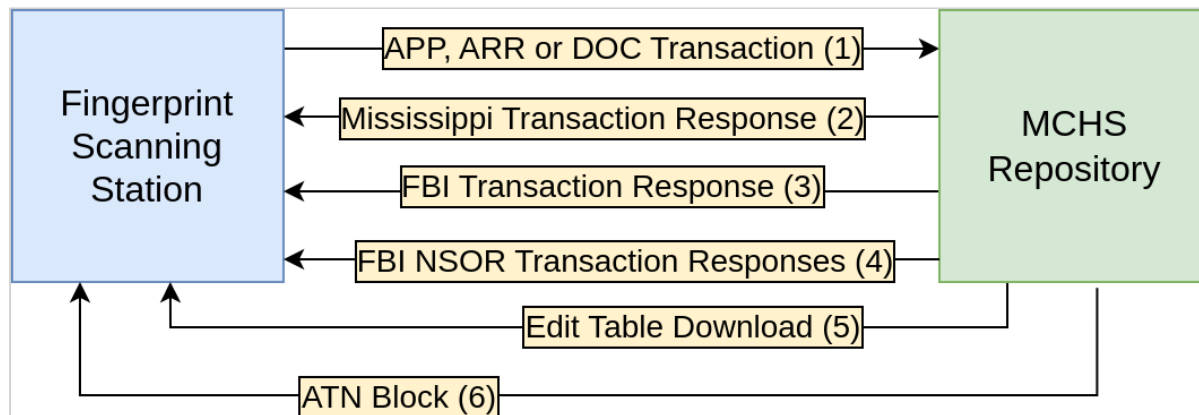 APP, ARR or DOC Transaction (1)
Fingerprint
Scanning
Station
Mississippi Transaction Response (2)
MCHS
Repository
FBI Transaction Response (3)
FBI NSOR Transaction Responses (4)
Edit Table Download (5)
ATN Block (6)